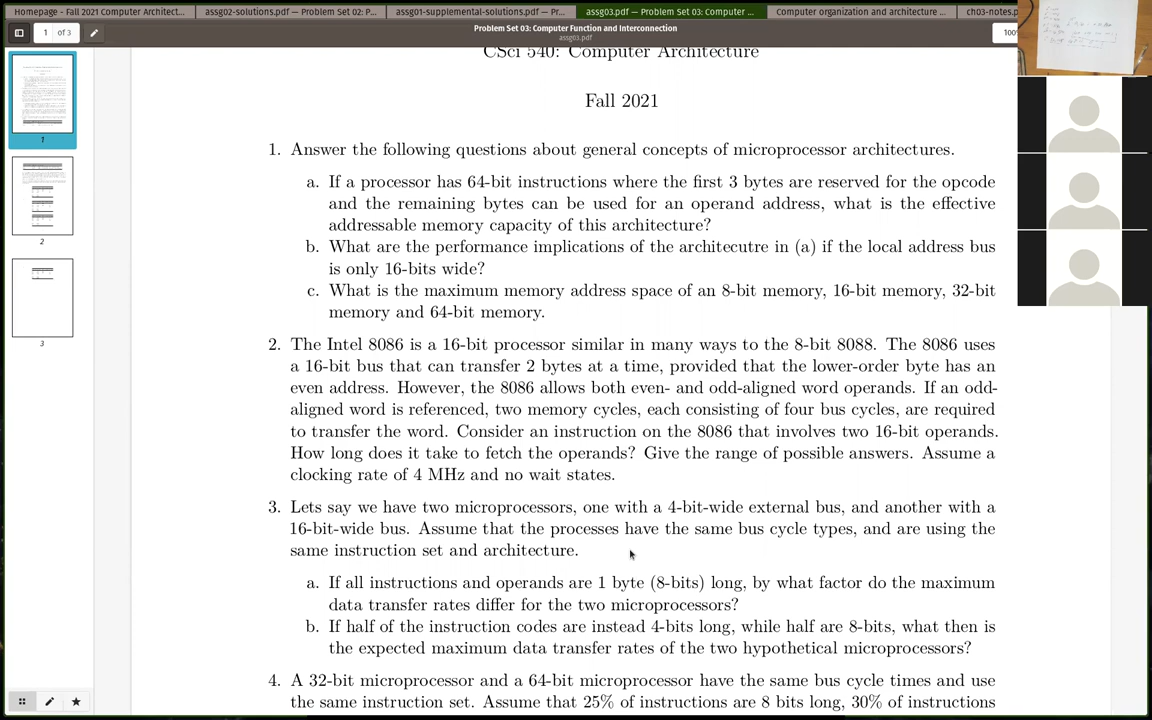 Homepage - Fall 2021 Computer Architect...
assg02-solutions.pdf — Problem Set 02: P...
assg01-supplemental-solutions.pdf — Pr...
assg03.pdf — Problem Set 03: Computer ...
Computer organization and architecture ...
ch03-notes.p
1 of 3
Problem Set 03: Computer Function and Interconnection
assg03.pdf
100
CSci 540: Computer Architecture
Fall 2021
1. Answer the following questions about general concepts of microprocessor architectures.
a. If a processor has 64-bit instructions where the first 3 bytes are reserved for the opcode
and the remaining bytes can be used for an operand address, what is the effective
addressable memory capacity of this architecture?
b. What are the performance implications of the architecutre in (a) if the local address bus
is only 16-bits wide?
c. What is the maximum memory address space of an 8-bit memory, 16-bit memory, 32-bit
memory and 64-bit memory.
2. The Intel 8086 is a 16-bit processor similar in many ways to the 8-bit 8088. The 8086 uses
a 16-bit bus that can transfer 2 bytes at a time, provided that the lower-order byte has an
even address. However, the 8086 allows both even- and odd-aligned word operands. If an odd-
aligned word is referenced, two memory cycles, each consisting of four bus cycles, are required
to transfer the word. Consider an instruction on the 8086 that involves two 16-bit operands.
How long does it take to fetch the operands? Give the range of possible answers. Assume a
clocking rate of 4 MHz and no wait states.
3. Lets say we have two microprocessors, one with a 4-bit-wide external bus, and another with a
16-bit-wide bus. Assume that the processes have the same bus cycle types, and are using the
same instruction set and architecture.
a. If all instructions and operands are 1 byte (8-bits) long, by what factor do the maximum
data transfer rates differ for the two microprocessors?
b. If half of the instruction codes are instead 4-bits long, while half are 8-bits, what then is
the expected maximum data transfer rates of the two hypothetical microprocessors?
4. A 32-bit microprocessor and a 64-bit microprocessor have the same bus cycle times and use
the same instruction set. Assume that 25% of instructions are 8 bits long, 30% of instructions
1
2
3